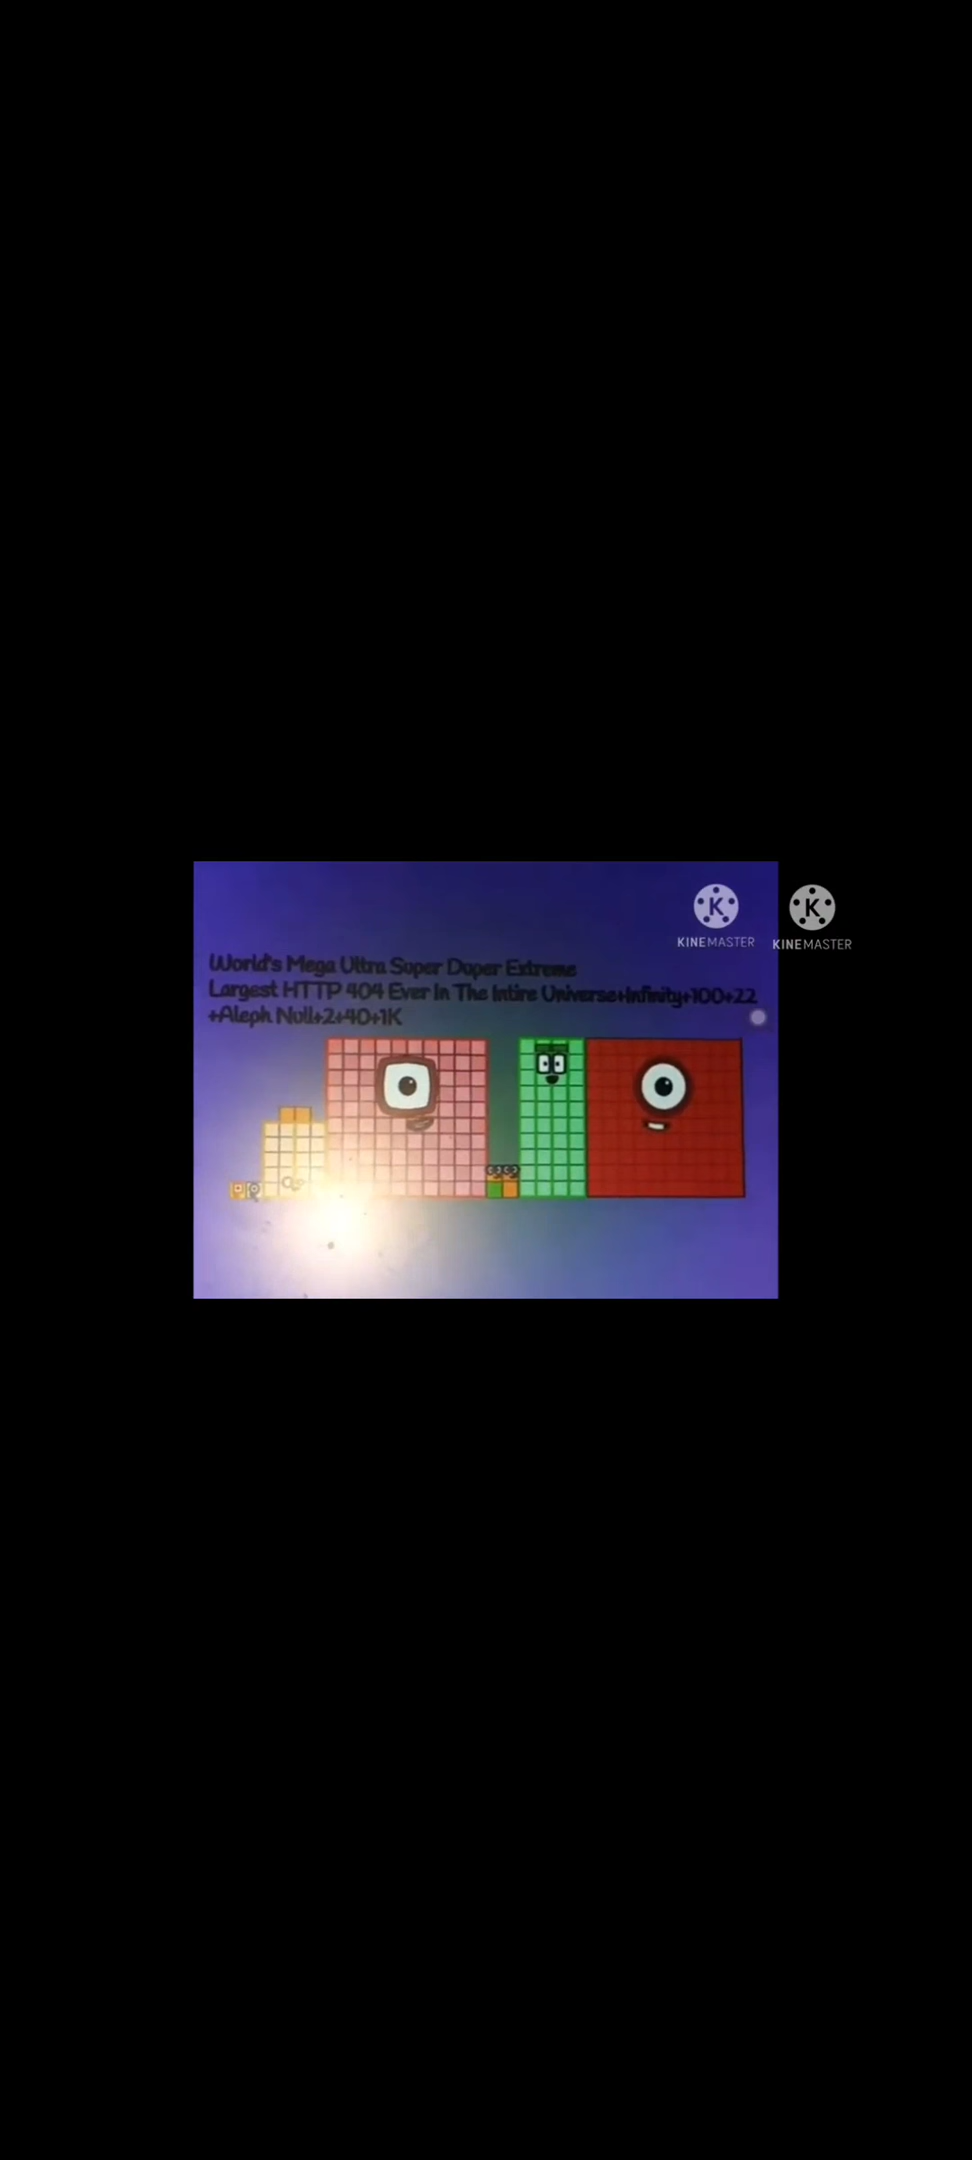 K
KINEMASTER
K
KINEMASTER
World's Mega Ultra Super Duper Extreme
Largest HTTP 404 Ever In The Intire Universe+Infinity+100+22
+Aleph Null+2+40+1K